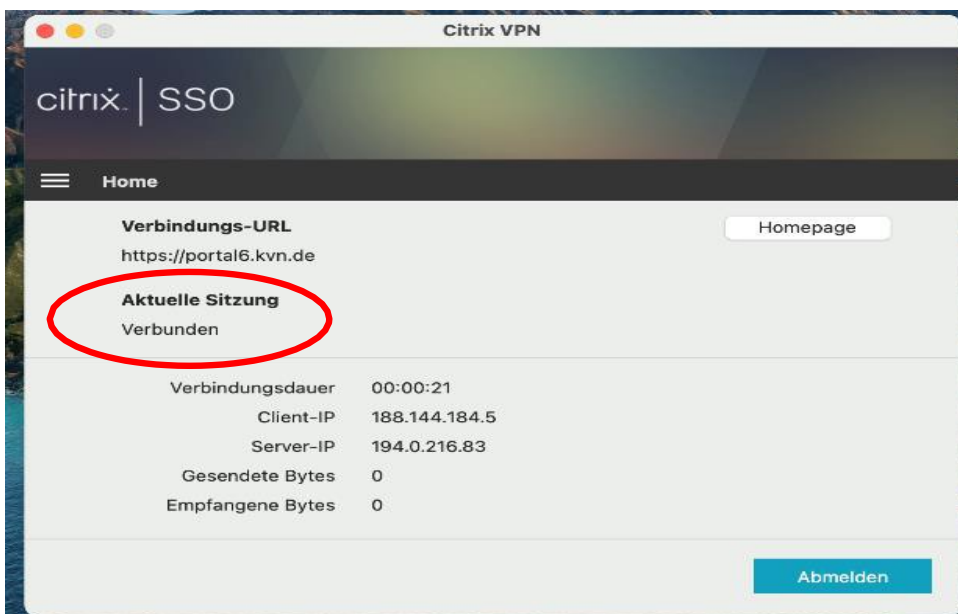 Citrix VPN
citrix. | SSO
Home
Verbindungs-URL
Homepage
https://portal6.kvn.de
Aktuelle Sitzung
Verbunden
Verbindungsdauer 00:00:21
Client-IP 188.144.184.5
Server-IP 194.0.216.83
Gesendete Bytes 0
Empfangene Bytes 0
Abmelden